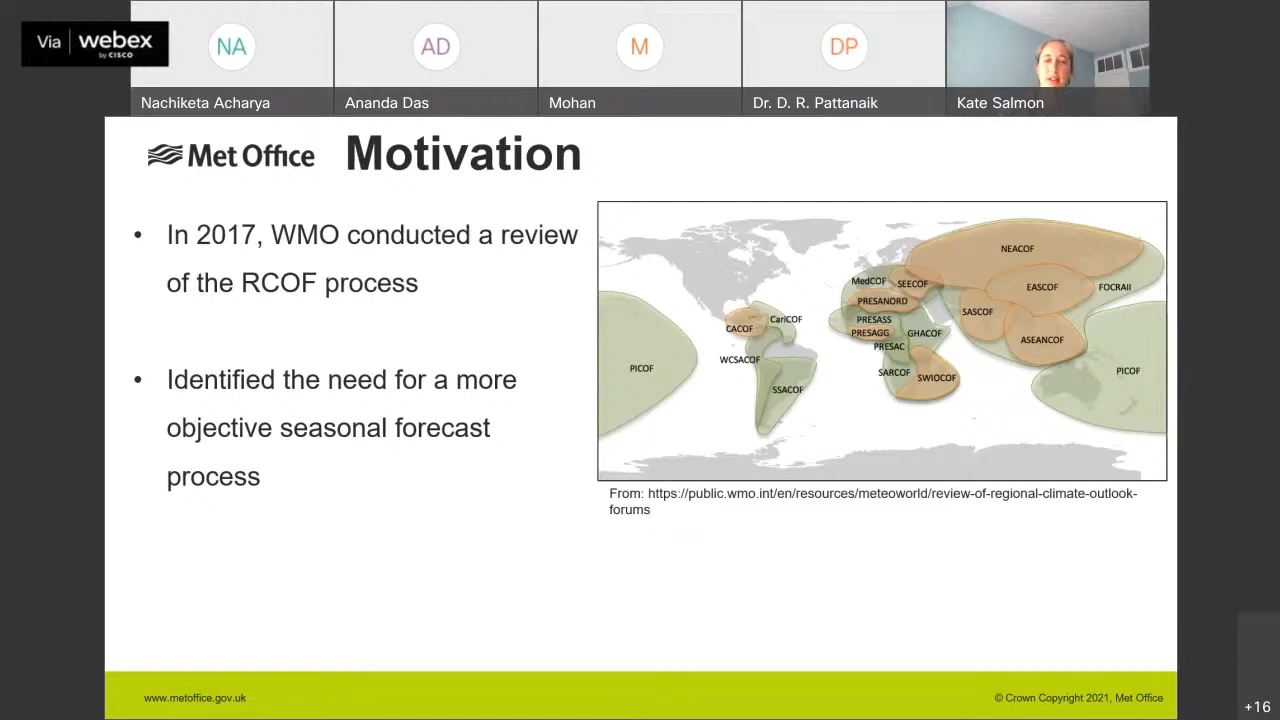 Via webex
by CISCO
NA
AD
M
DP
Nachiketa Acharya
Ananda Das
Mohan
Dr. D. R. Pattanaik
Kate Salmon
Met Office
Motivation
• In 2017, WMO conducted a review
of the RCOF process
• Identified the need for a more
objective seasonal forecast
process
NEACOF
MedCOF
SEECOF
EASCOF
FOCRAII
PRESANORD
SASCOF
CariCOF
PRESASS
CACOF
PRESAGG
GHACOF
ASEANCOF
PRESAC
WCSACOF
PICOF
SARCOF
SWIOCOF
PICOF
SSACOF
From: https://public.wmo.int/en/resources/meteoworld/review-of-regional-climate-outlook-
forums
www.metoffice.gov.uk
© Crown Copyright 2021, Met Office
+16